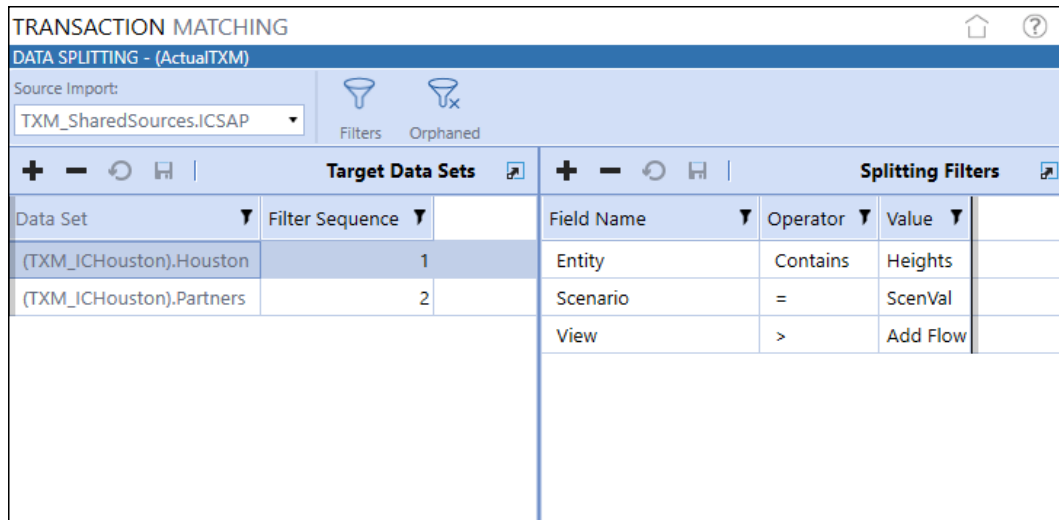 TRANSACTION MATCHING
DATA SPLITTING - (ActualTXM)
Source Import:
TXM_SharedSources.ICSAP
Filters Orphaned
Target Data Sets
Data Set Filter Sequence
(TXM_ICHouston).Houston 1
(TXM_ICHouston).Partners 2
Splitting Filters
Field Name Operator Value
Entity Contains Heights
Scenario = ScenVal
View > Add Flow